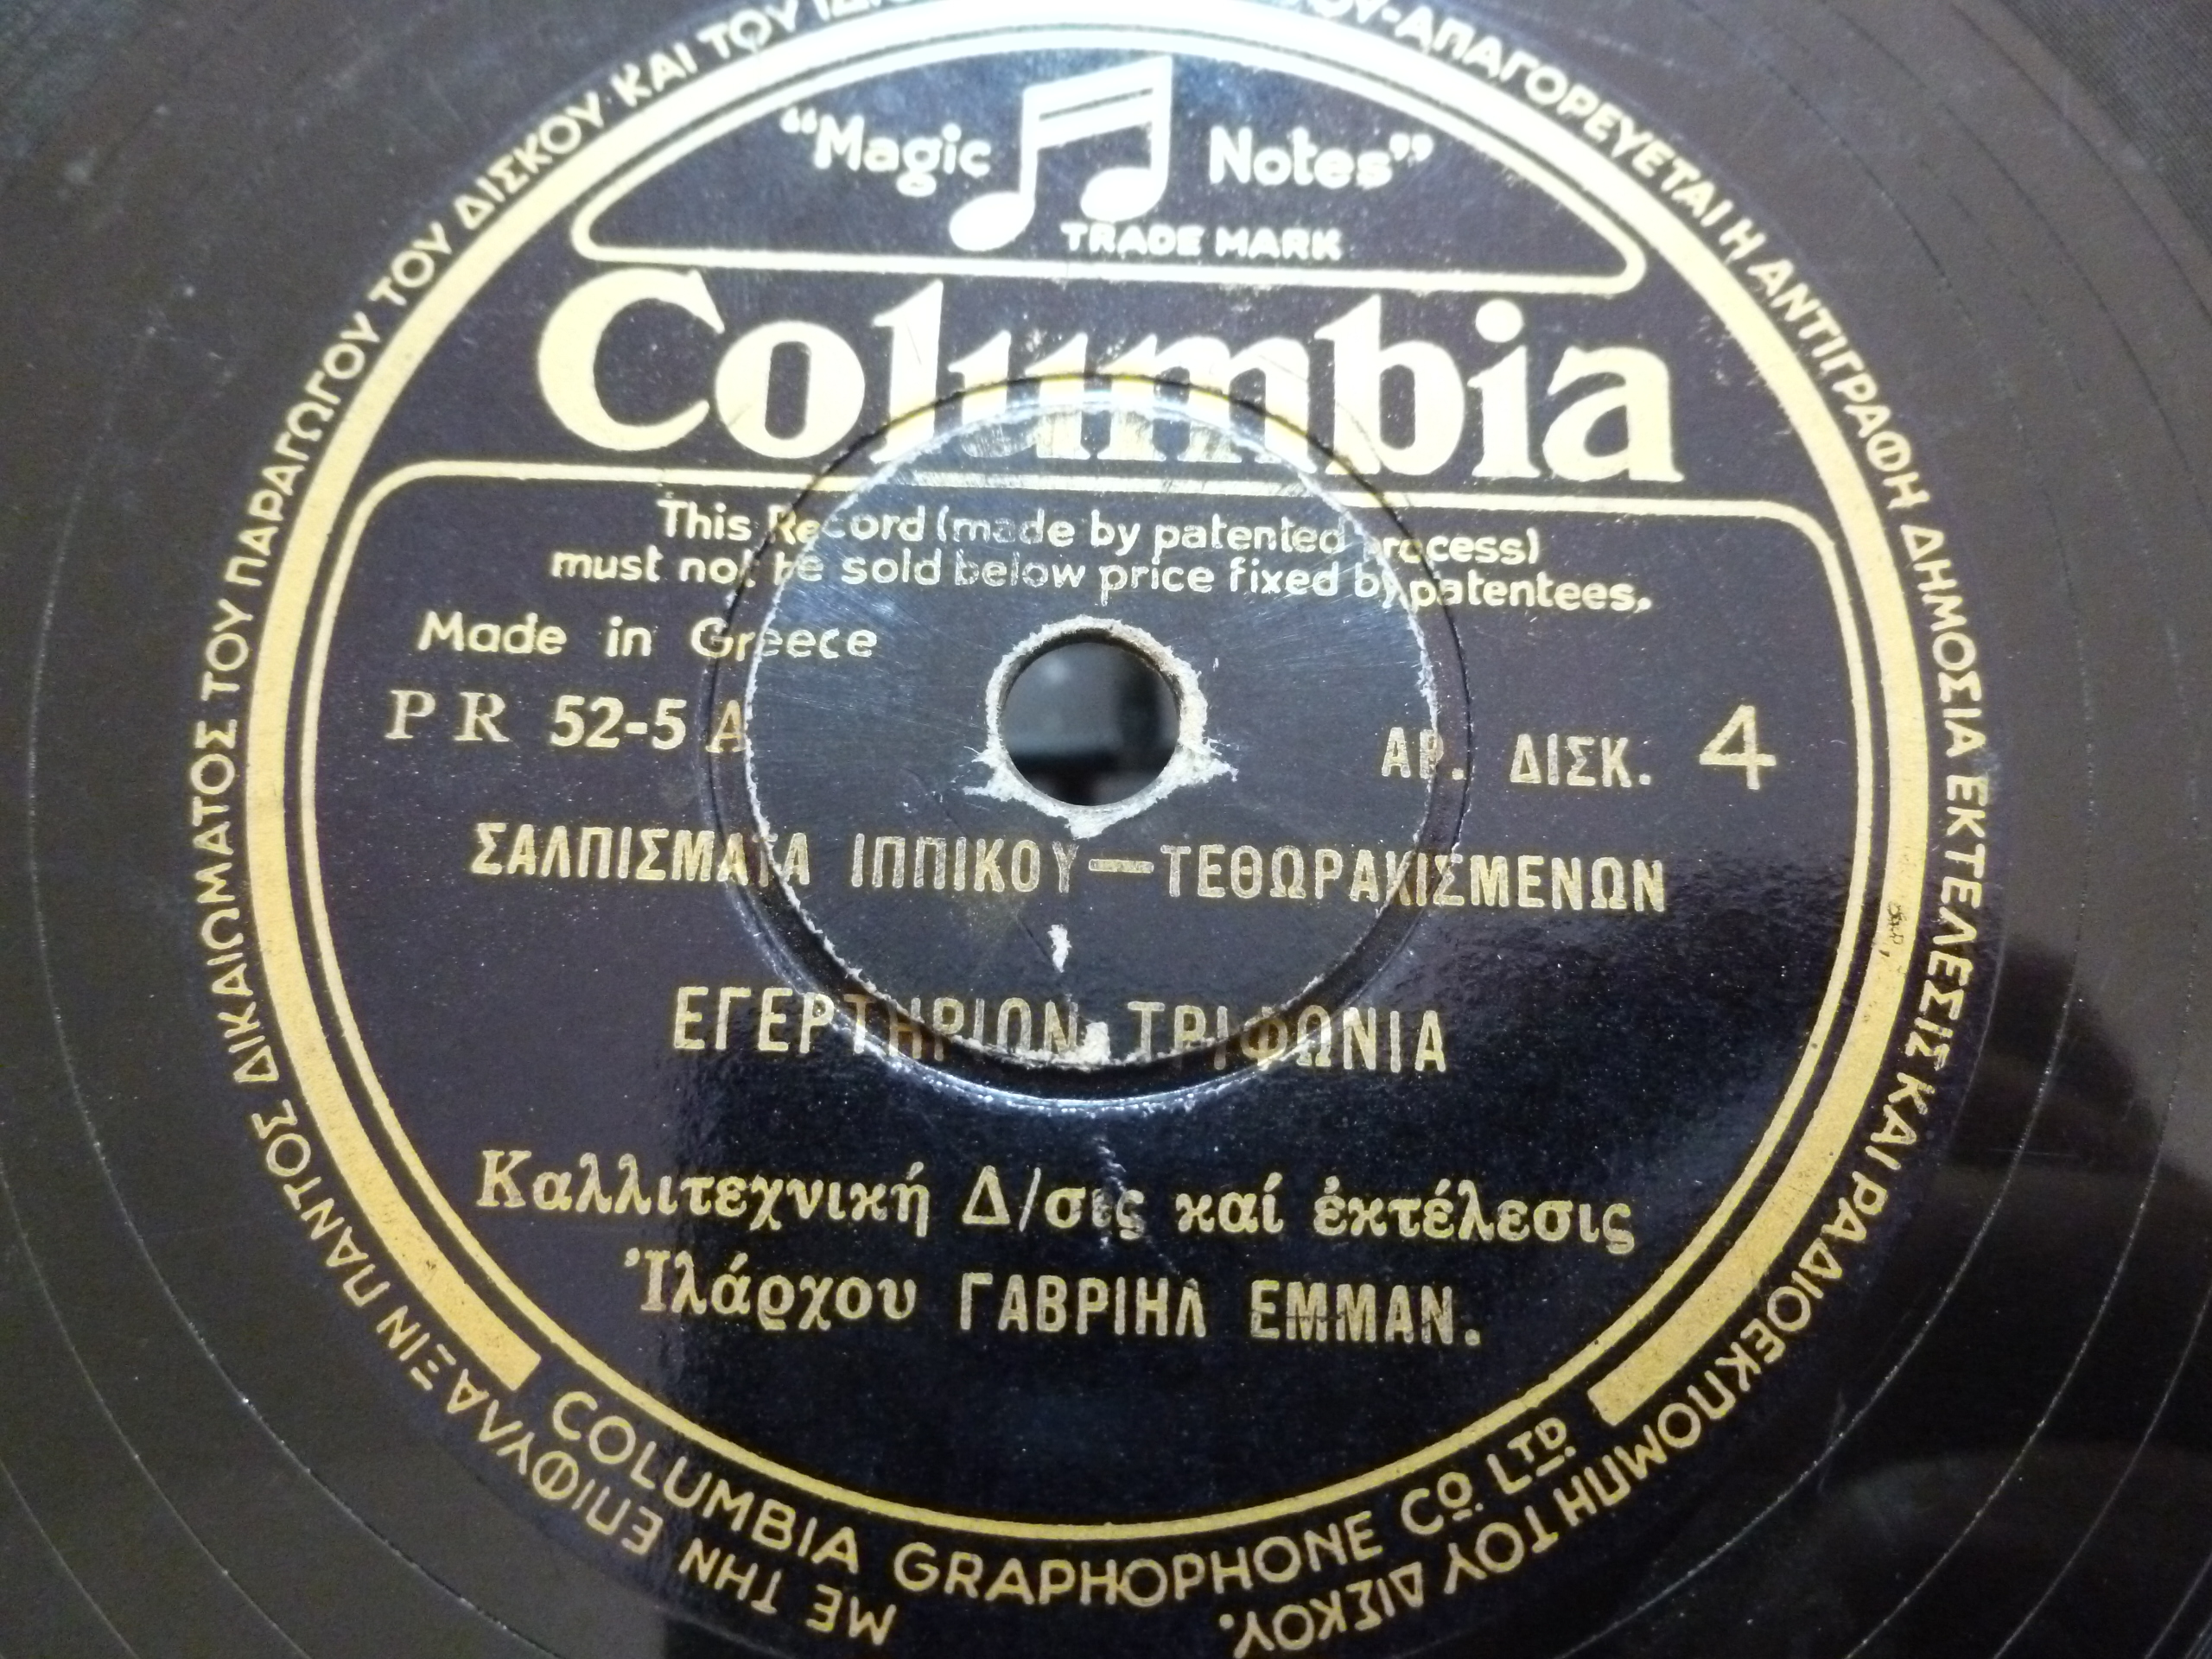 “Magic Notes”
TRADE MARK
Columbia
This Record (made by patented process)
must not be sold below price fixed by patentees,
Made in Greece
PR 52-5 A
ΑΡ. ΔΙΣΚ. 4
ΣΑΛΠΙΣΜΑΤΑ ΙΠΠΙΚΟΥ—ΤΕΘΩΡΑΚΙΣΜΕΝΩΝ
ΕΓΕΡΤΗΡΙΟΝ ΤΡΙΦΩΝΙΑ
Καλλιτεχνική Δ/σις καί ἐκτέλεσις
Ἰλάρχου ΓΑΒΡΙΗΛ ΕΜΜΑΝ.
COLUMBIA GRAPHOPHONE CO. LTD.
ΜΕ ΤΗΝ ΕΠΙΦΥΛΑΞΙΝ ΠΑΝΤΟΣ ΔΙΚΑΙΩΜΑΤΟΣ ΤΟΥ ΠΑΡΑΓΩΓΟΥ ΤΟΥ ΔΙΣΚΟΥ ΚΑΙ ΤΟΥ -ΑΠΑΓΟΡΕΥΕΤΑΙ Η ΑΝΤΙΓΡΑΦΗ ΔΗΜΟΣΙΑ ΕΚΤΕΛΕΣΙΣ ΚΑΙ ΡΑΔΙΟΕΚΠΟΜΠΗ ΤΟΥ ΔΙΣΚΟΥ.